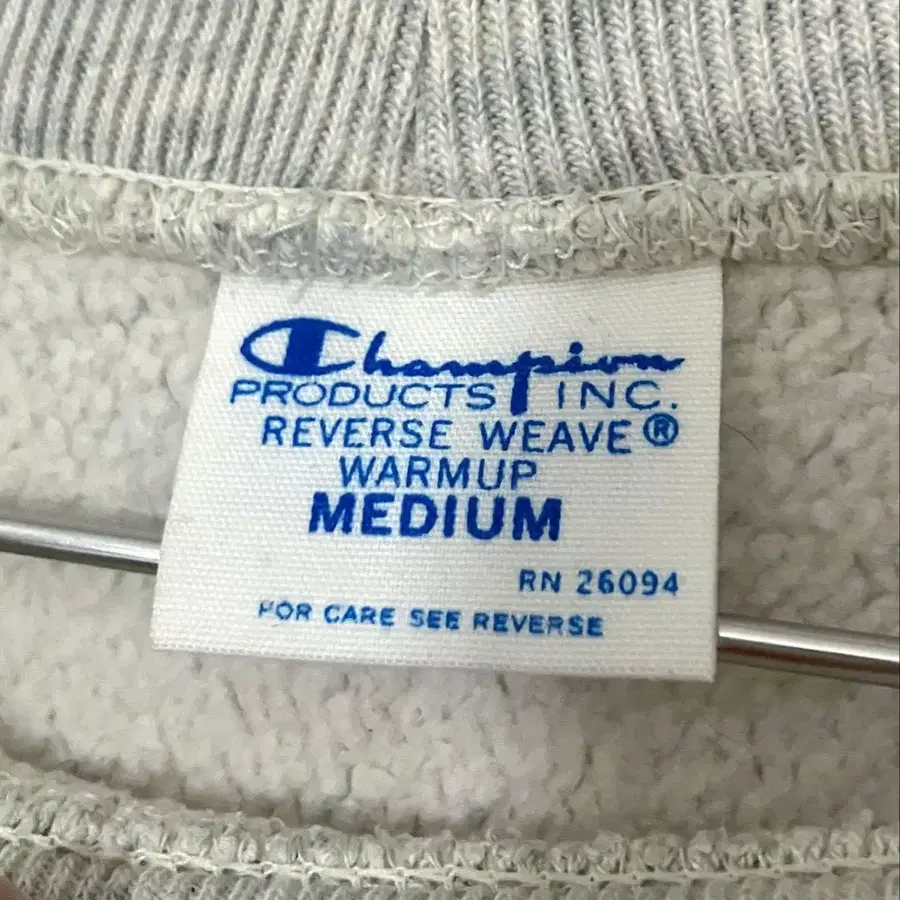 Champion
PRODUCTS INC.
REVERSE WEAVE®
WARMUP
MEDIUM
RN 26094
FOR CARE SEE REVERSE